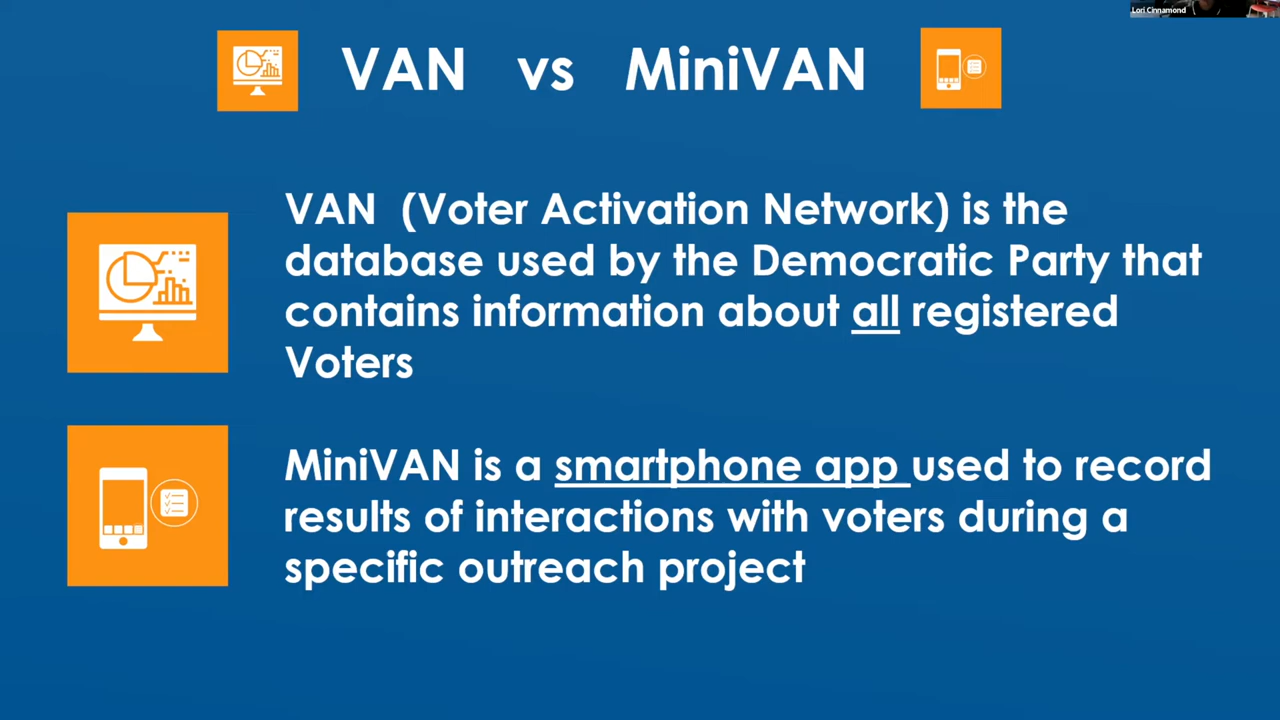 Lori Cinnamond
VAN vs MiniVAN
VAN (Voter Activation Network) is the
database used by the Democratic Party that
contains information about all registered
Voters
MiniVAN is a smartphone app used to record
results of interactions with voters during a
specific outreach project